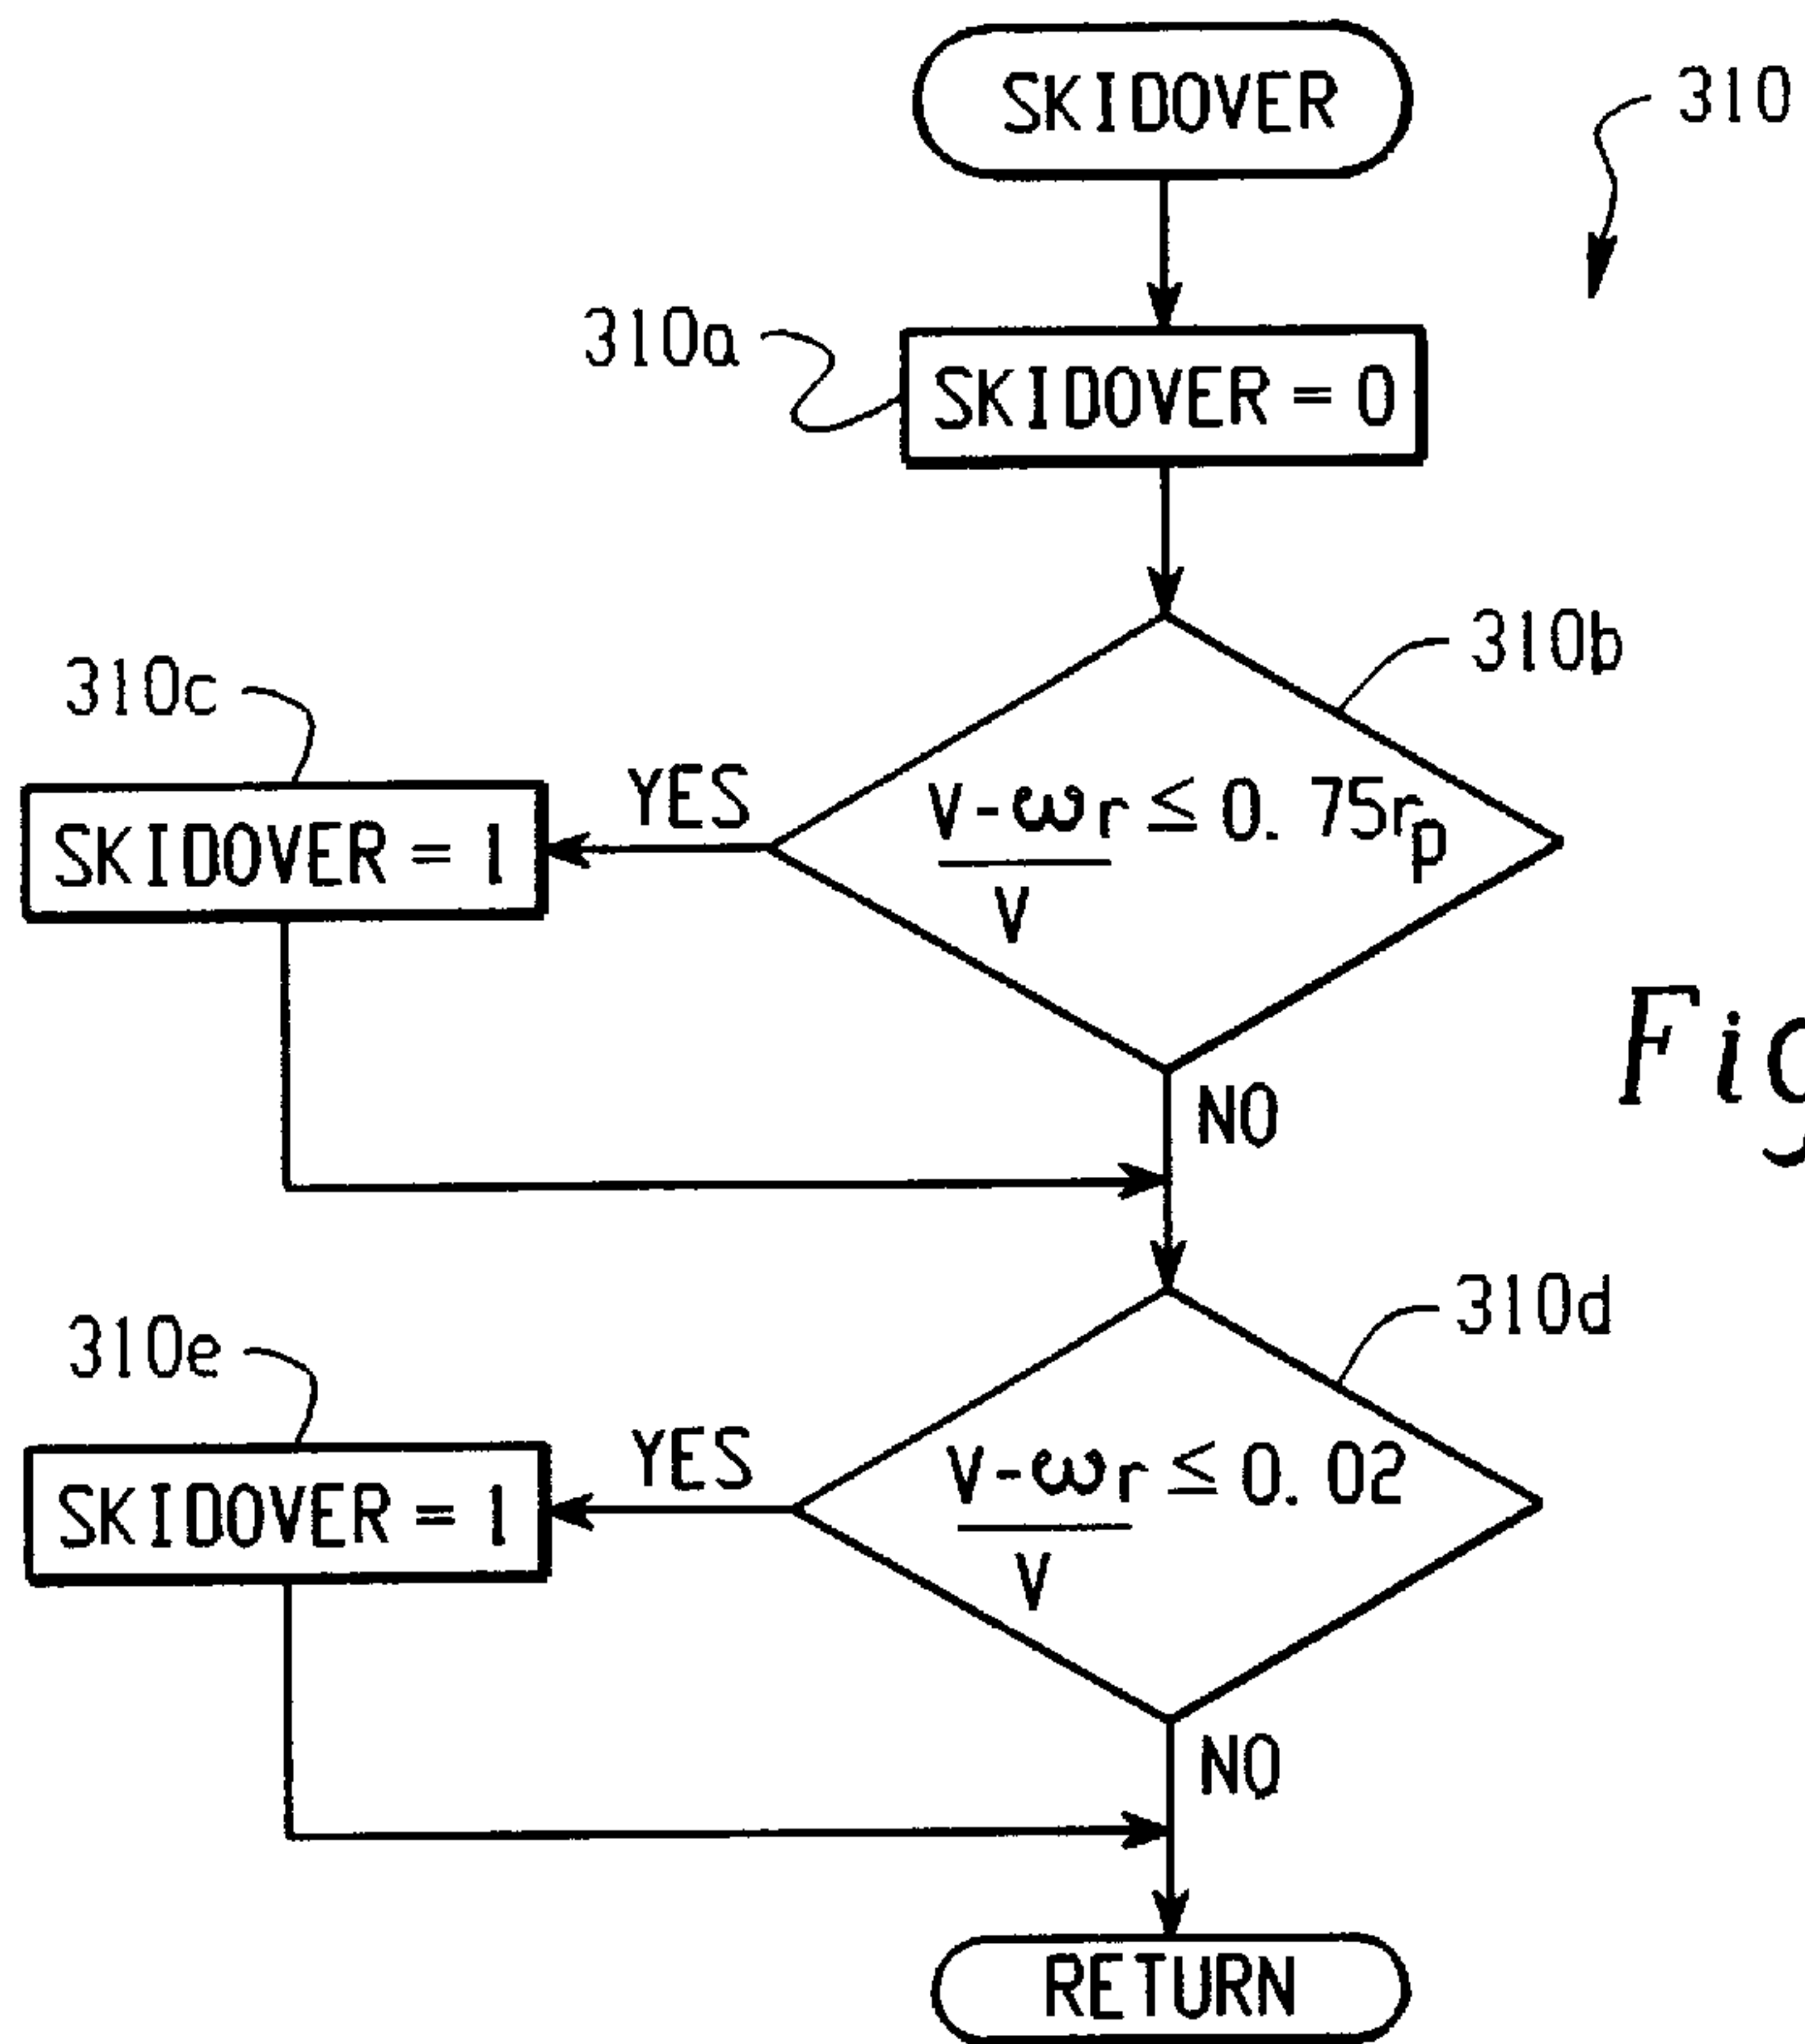 SKIDOVER
310
310a
SKIDOVER = 0
310b
310c
V-ωr ≤ 0. 75rp
V
YES
SKIDOVER = 1
NO
Fig
310d
310e
V-ωr ≤ 0. 02
V
YES
SKIDOVER = 1
NO
RETURN